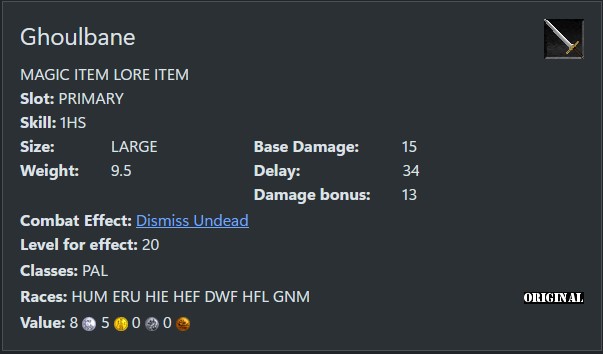 Ghoulbane
MAGIC ITEM LORE ITEM
Slot: PRIMARY
Skill: 1HS
Size: LARGE Base Damage: 15
Weight: 9.5 Delay: 34
Damage bonus: 13
Combat Effect: Dismiss Undead
Level for effect: 20
Classes: PAL
Races: HUM ERU HIE HEF DWF HFL GNM
ORIGINAL
Value: 8 5 0 0